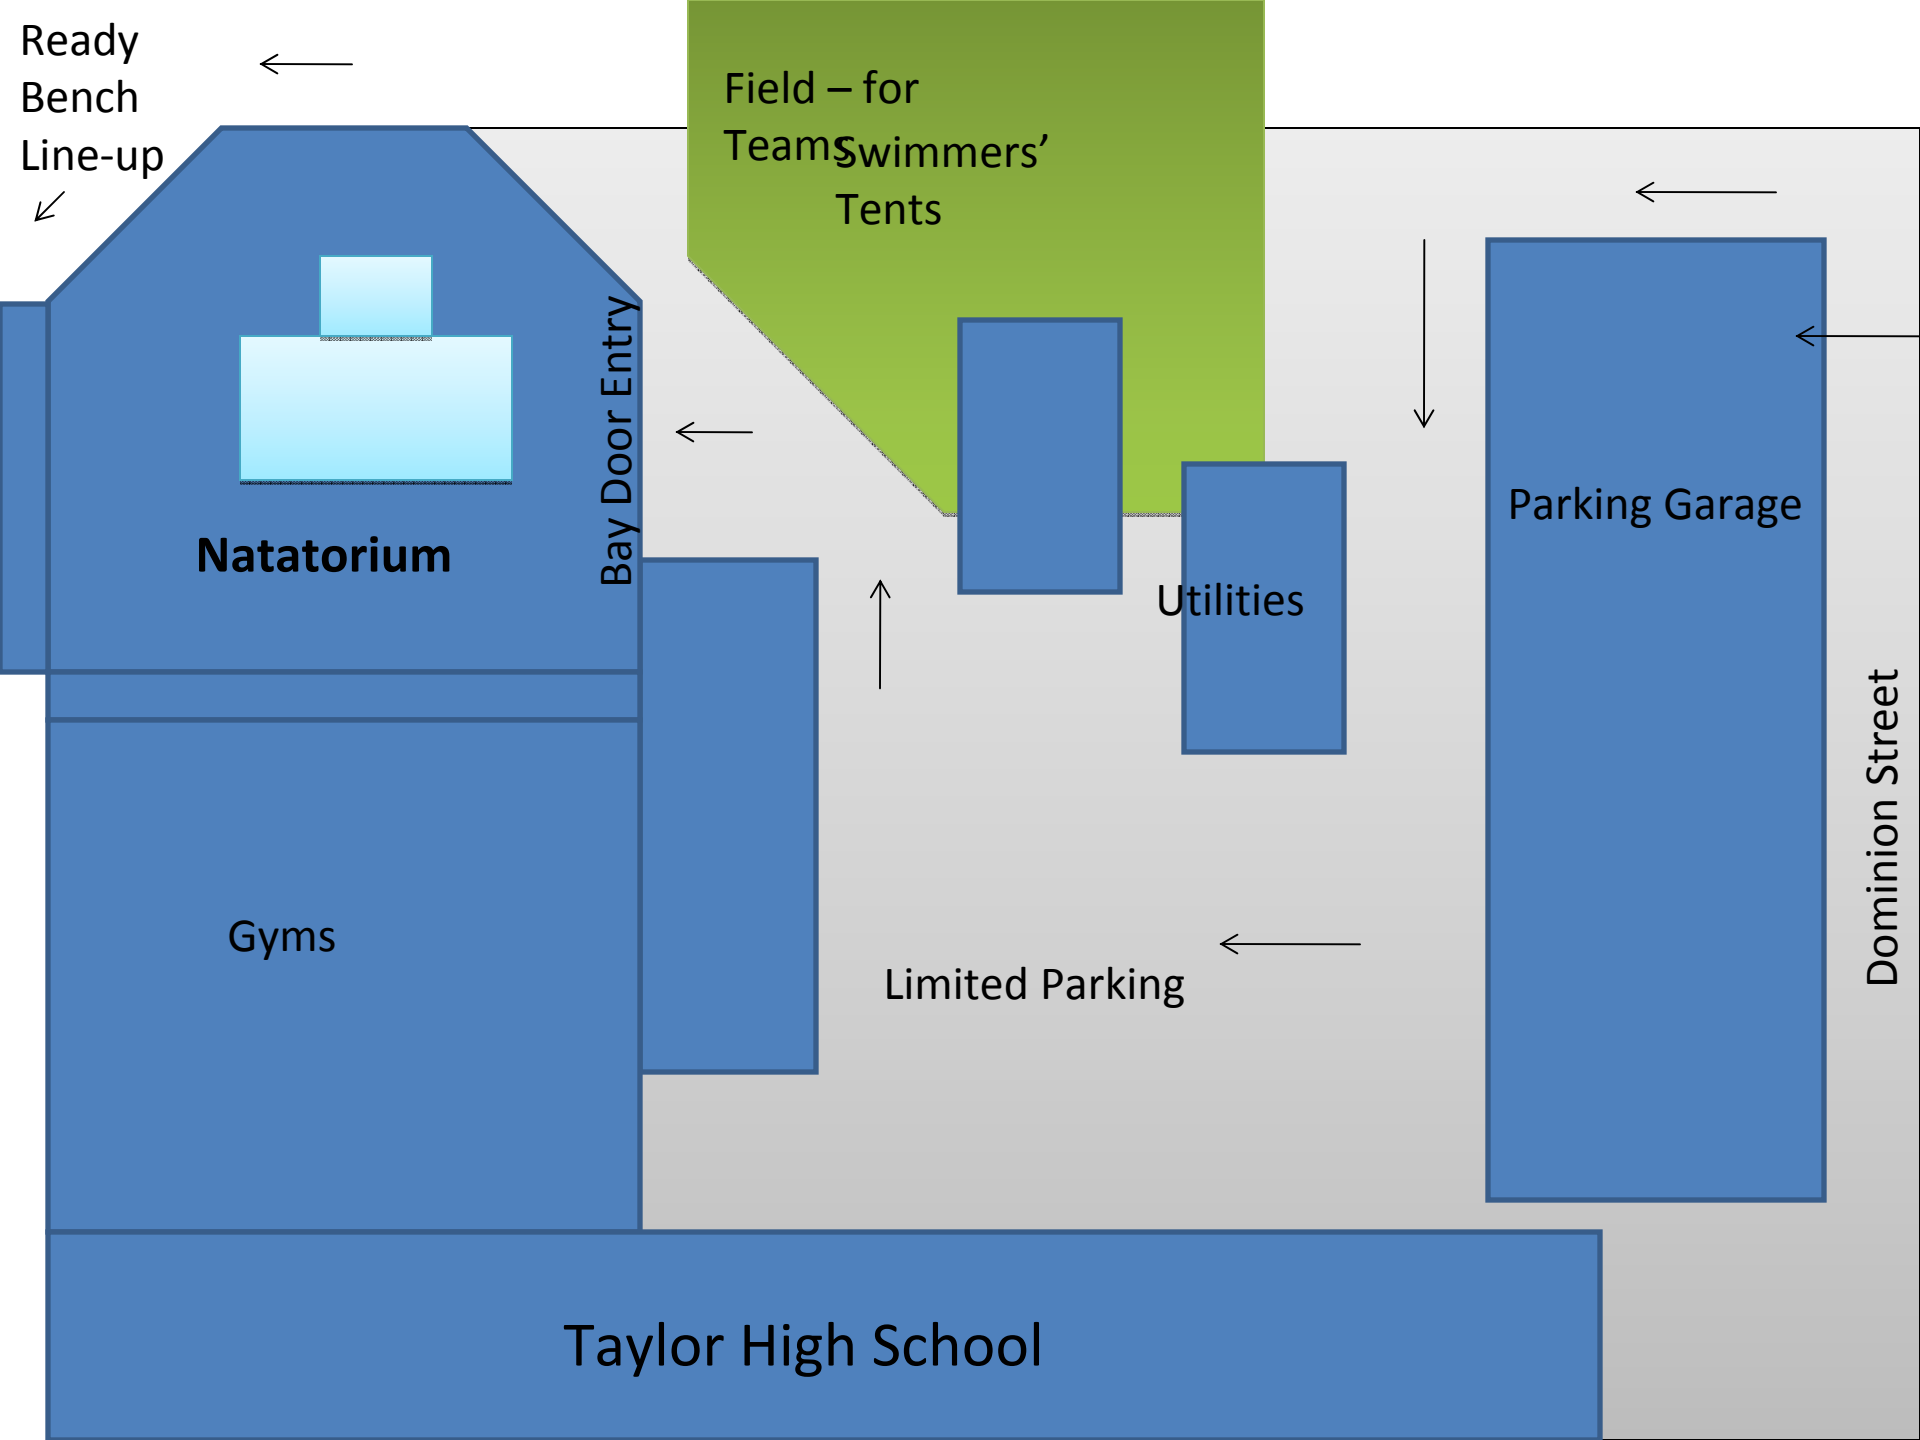 Ready
Bench
Line-up
Field – for
Teams
Swimmers’
Tents
Bay Door Entry
Natatorium
Parking Garage
Utilities
Dominion Street
Gyms
Limited Parking
Taylor High School